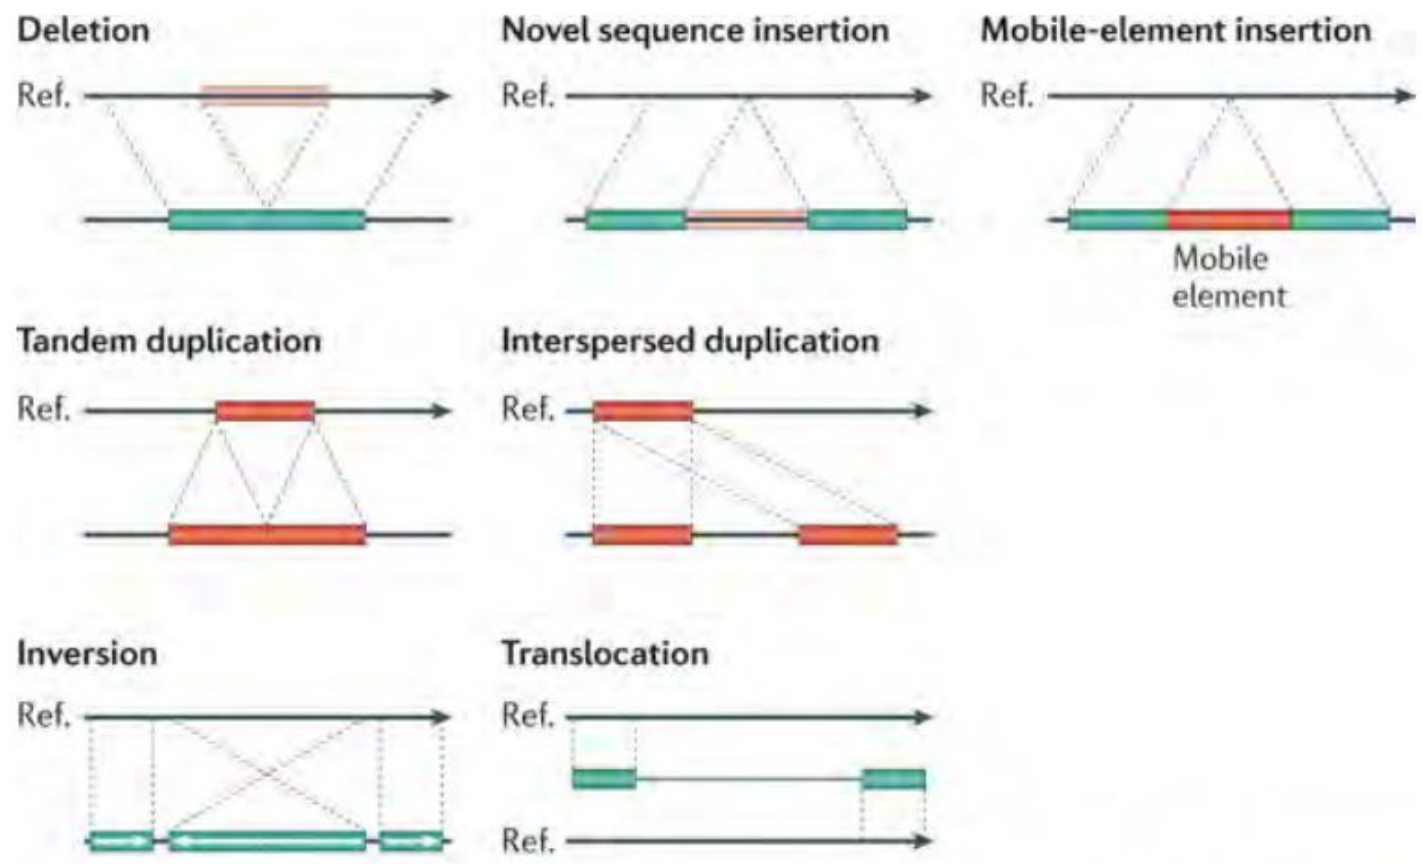 Deletion
Novel sequence insertion
Mobile-element insertion
Ref.
Ref.
Ref.
Mobile
element
Tandem duplication
Interspersed duplication
Ref.
Ref.
Inversion
Translocation
Ref.
Ref.
Ref.